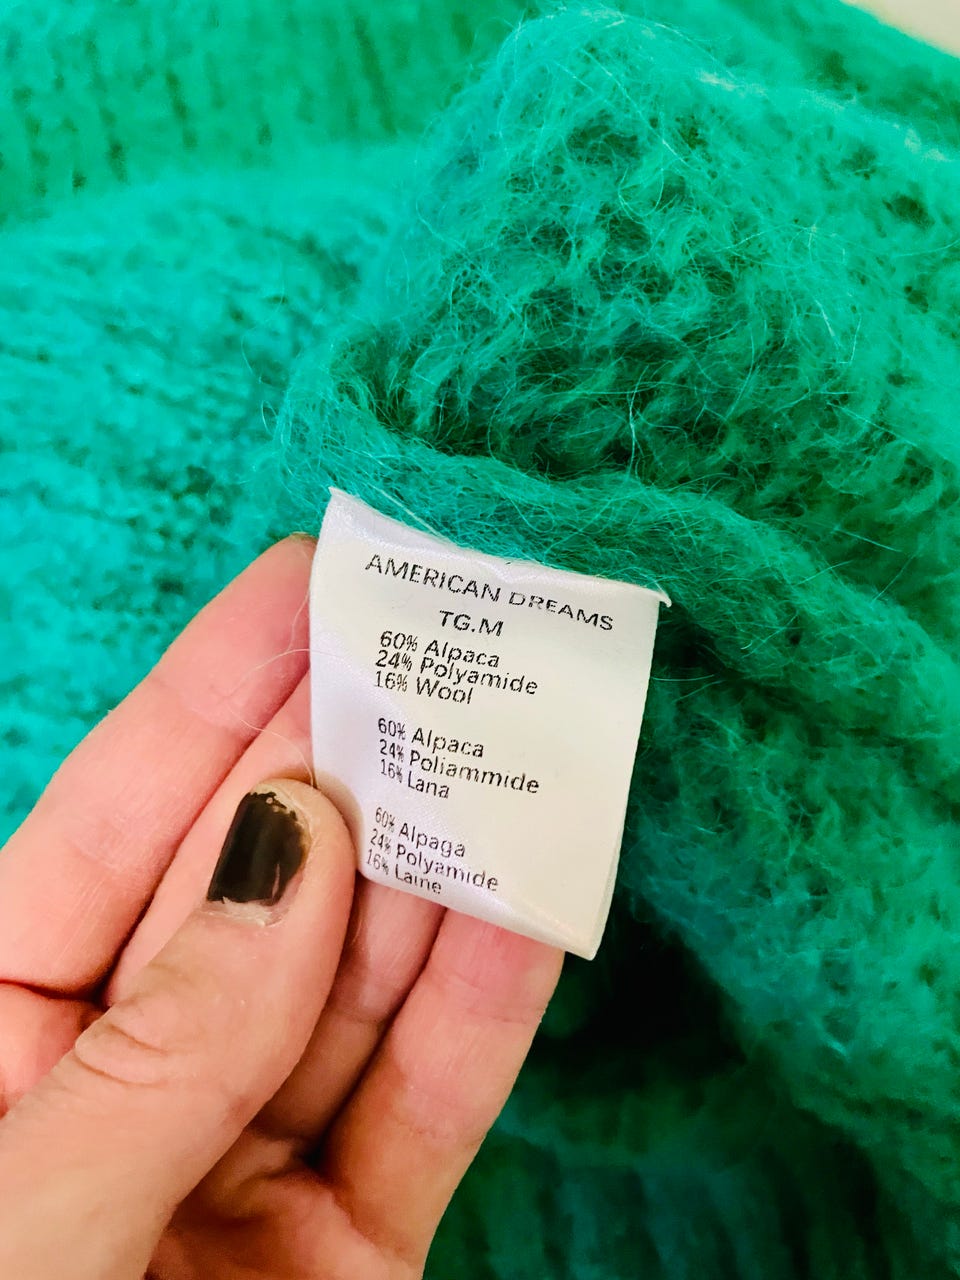 AMERICAN DREAMS
TG.M
60% Alpaca
24% Polyamide
16% Wool
60% Alpaca
24% Poliammide
16% Lana
60% Alpaga
24% Polyamide
16% Laine